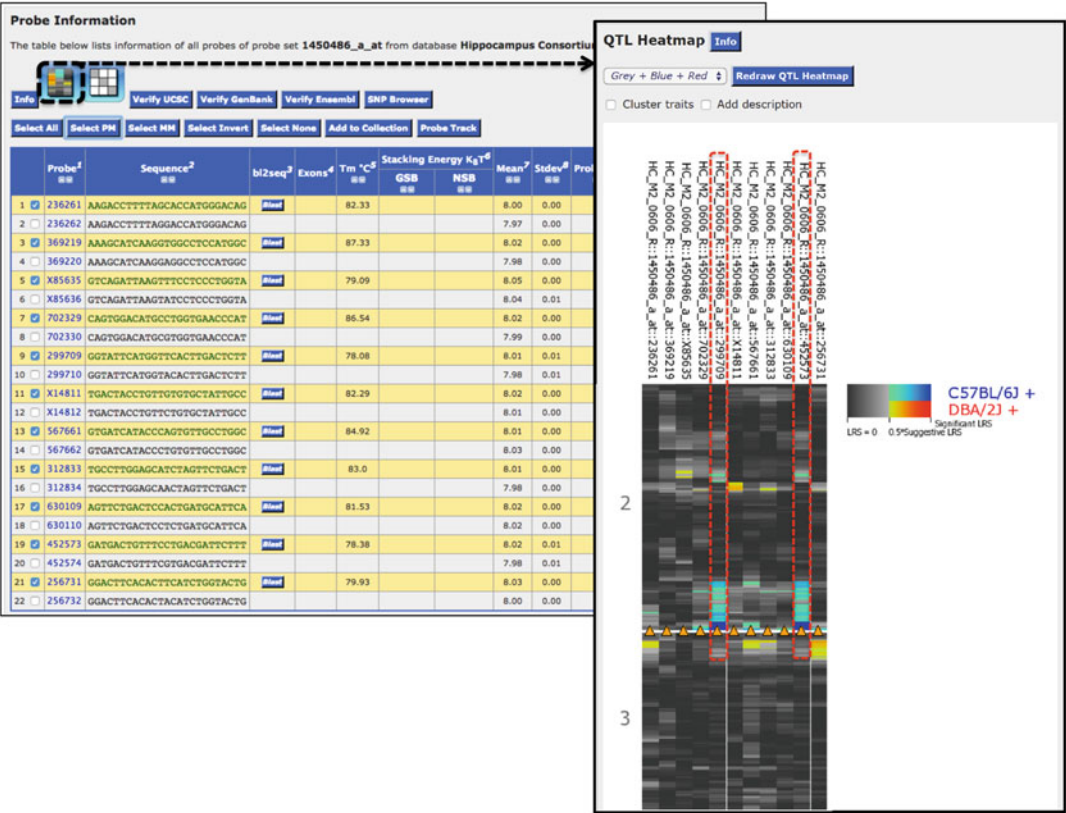 Probe Information
The table below lists information of all probes of probe set 1450486_a_at from database Hippocampus Consortiu
Info Verify UCSC Verify GenBank Verify Ensembl SNP Browser
Select All Select PM Select MM Select Invert Select None Add to Collection Probe Track
Probe1 Sequence2 bl2seq3 Exons4 Tm °C5 Stacking Energy KBT6 Mean7 Stdev8 Prol
GSB NSB
1 236261 AAGACCTTTTAGCACCATGGGACAG Blast 82.33 8.00 0.00
2 236262 AAGACCTTTTAGGACCATGGGACAG 7.97 0.00
3 369219 AAAGCATCAAGGTGGCCTCCATGGC Blast 87.33 8.02 0.00
4 369220 AAAGCATCAAGGAGGCCTCCATGGC 7.98 0.00
5 X85635 GTCAGATTAAGTTTCCTCCCTGGTA Blast 79.09 8.05 0.00
6 X85636 GTCAGATTAAGTATCCTCCCTGGTA 8.04 0.01
7 702329 CAGTGGACATGCCTGGTGAACCCAT Blast 86.54 8.02 0.00
8 702330 CAGTGGACATGCGTGGTGAACCCAT 7.99 0.00
9 299709 GGTATTCATGGTTCACTTGACTCTT Blast 78.08 8.01 0.01
10 299710 GGTATTCATGGTACACTTGACTCTT 7.98 0.01
11 X14811 TGACTACCTGTTGTGTGCTATTGCC Blast 82.29 8.02 0.00
12 X14812 TGACTACCTGTTCTGTGCTATTGCC 8.01 0.00
13 567661 GTGATCATACCCAGTGTTGCCTGGC Blast 84.92 8.01 0.00
14 567662 GTGATCATACCCTGTGTTGCCTGGC 8.03 0.00
15 312833 TGCCTTGGAGCATCTAGTTCTGACT Blast 83.0 8.01 0.00
16 312834 TGCCTTGGAGCAACTAGTTCTGACT 7.98 0.00
17 630109 AGTTCTGACTCCACTGATGCATTCA Blast 81.53 8.02 0.00
18 630110 AGTTCTGACTCCTCTGATGCATTCA 8.02 0.00
19 452573 GATGACTGTTTCCTGACGATTCTTT Blast 78.38 8.02 0.01
20 452574 GATGACTGTTTCGTGACGATTCTTT 7.98 0.01
21 256731 GGACTTCACACTTCATCTGGTACTG Blast 79.93 8.03 0.00
22 256732 GGACTTCACACTACATCTGGTACTG 8.00 0.00
QTL Heatmap Info
Grey + Blue + Red Redraw QTL Heatmap
Cluster traits Add description
HC_M2_0606_R::1450486_a_at::236261
HC_M2_0606_R::1450486_a_at::369219
HC_M2_0606_R::1450486_a_at::X85635
HC_M2_0606_R::1450486_a_at::702329
HC_M2_0606_R::1450486_a_at::299709
HC_M2_0606_R::1450486_a_at::X14811
HC_M2_0606_R::1450486_a_at::567661
HC_M2_0606_R::1450486_a_at::312833
HC_M2_0606_R::1450486_a_at::630109
HC_M2_0606_R::1450486_a_at::452573
HC_M2_0606_R::1450486_a_at::256731
C57BL/6J +
DBA/2J +
Significant LRS
LRS = 0 0.5*Suggestive LRS
2
3